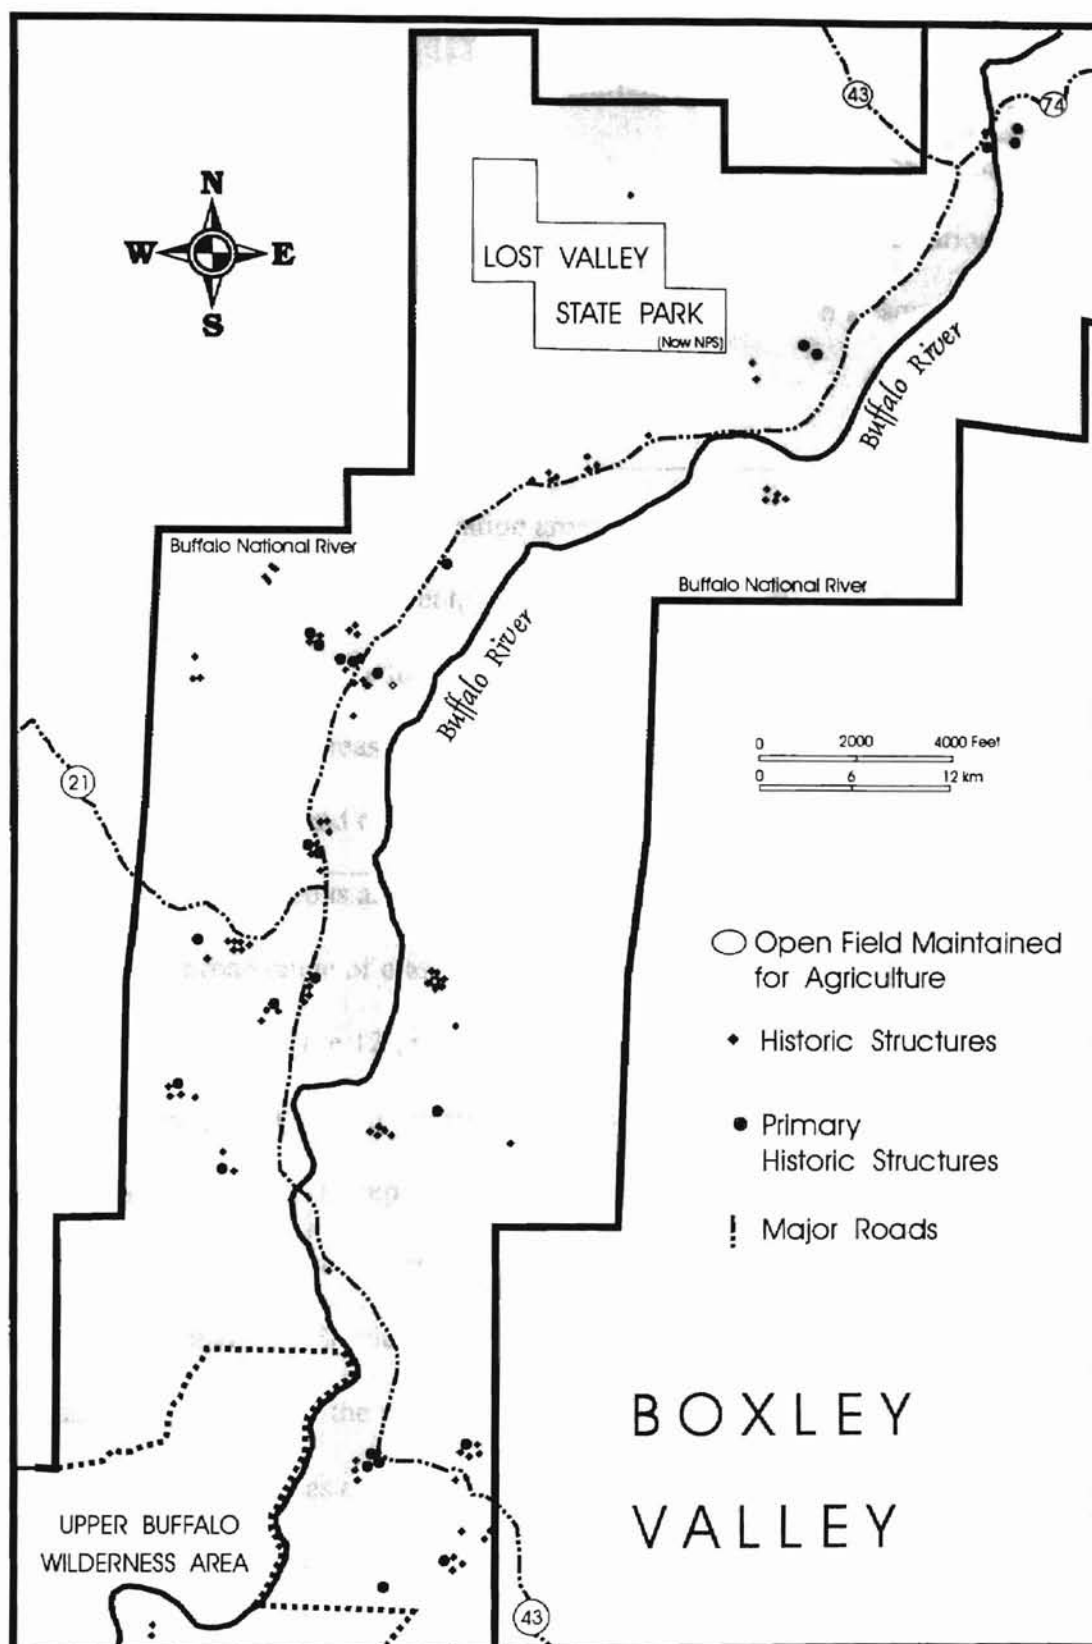 43
74
N
W E
S
LOST VALLEY
STATE PARK
(Now NPS)
Buffalo River
Buffalo National River
Buffalo National River
Buffalo River
0 2000 4000 Feet
0 6 12 km
21
Open Field Maintained
for Agriculture
Historic Structures
Primary
Historic Structures
Major Roads
BOXLEY
VALLEY
UPPER BUFFALO
WILDERNESS AREA
43